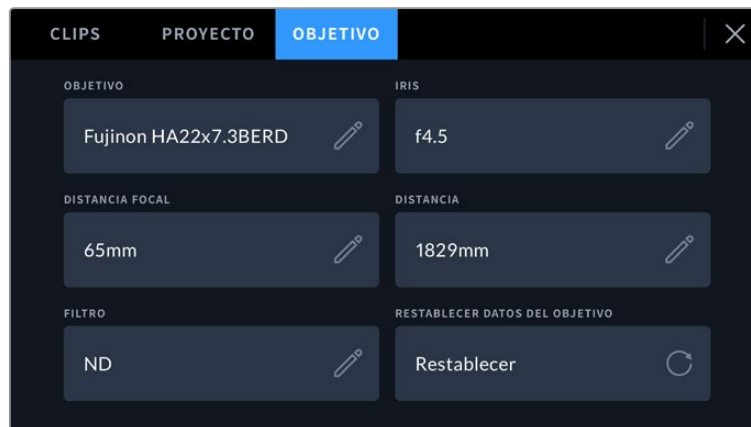 CLIPS PROYECTO OBJETIVO
OBJETIVO IRIS
Fujinon HA22x7.3BERD f4.5
DISTANCIA FOCAL DISTANCIA
65mm 1829mm
FILTRO RESTABLECER DATOS DEL OBJETIVO
ND Restablecer